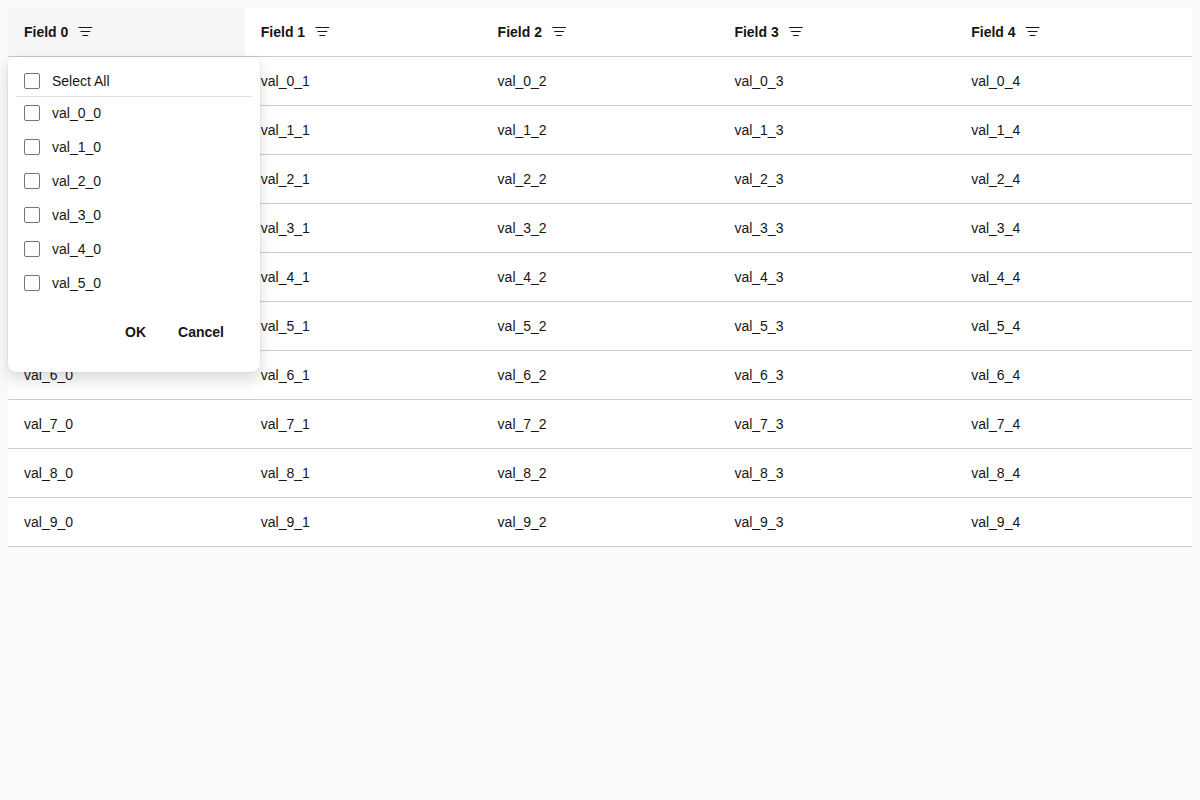 Field 0 Field 1 Field 2 Field 3 Field 4
Select All
val_0_0
val_1_0
val_2_0
val_3_0
val_4_0
val_5_0
OK Cancel
val_0_1 val_0_2 val_0_3 val_0_4
val_1_1 val_1_2 val_1_3 val_1_4
val_2_1 val_2_2 val_2_3 val_2_4
val_3_1 val_3_2 val_3_3 val_3_4
val_4_1 val_4_2 val_4_3 val_4_4
val_5_1 val_5_2 val_5_3 val_5_4
val_6_0 val_6_1 val_6_2 val_6_3 val_6_4
val_7_0 val_7_1 val_7_2 val_7_3 val_7_4
val_8_0 val_8_1 val_8_2 val_8_3 val_8_4
val_9_0 val_9_1 val_9_2 val_9_3 val_9_4